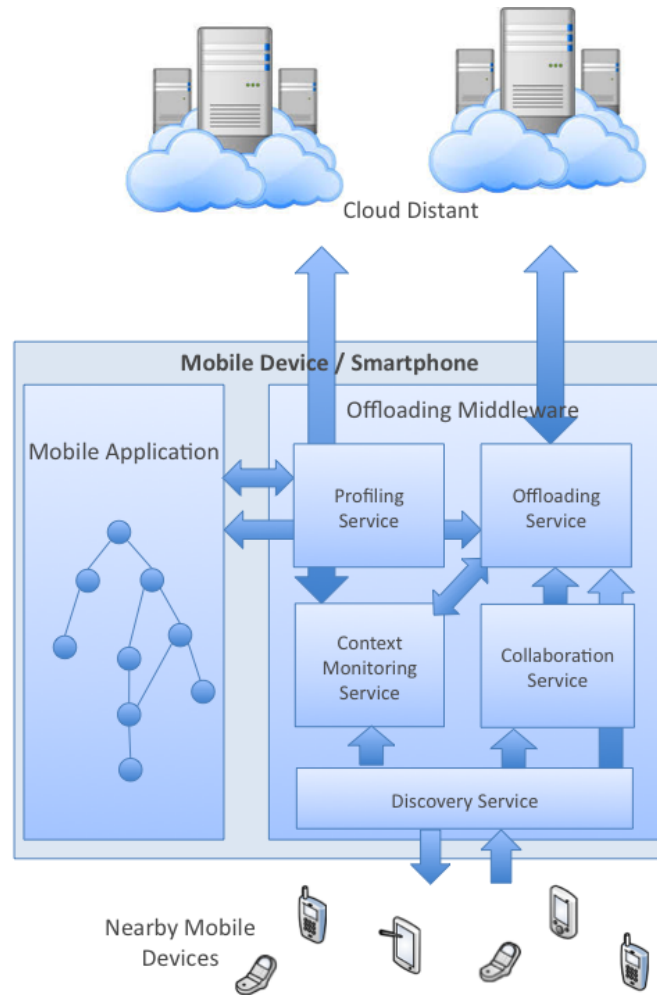 Cloud Distant
Mobile Device / Smartphone
Mobile Application
Offloading Middleware
Profiling
Service
Offloading
Service
Context
Monitoring
Service
Collaboration
Service
Discovery Service
Nearby Mobile
Devices